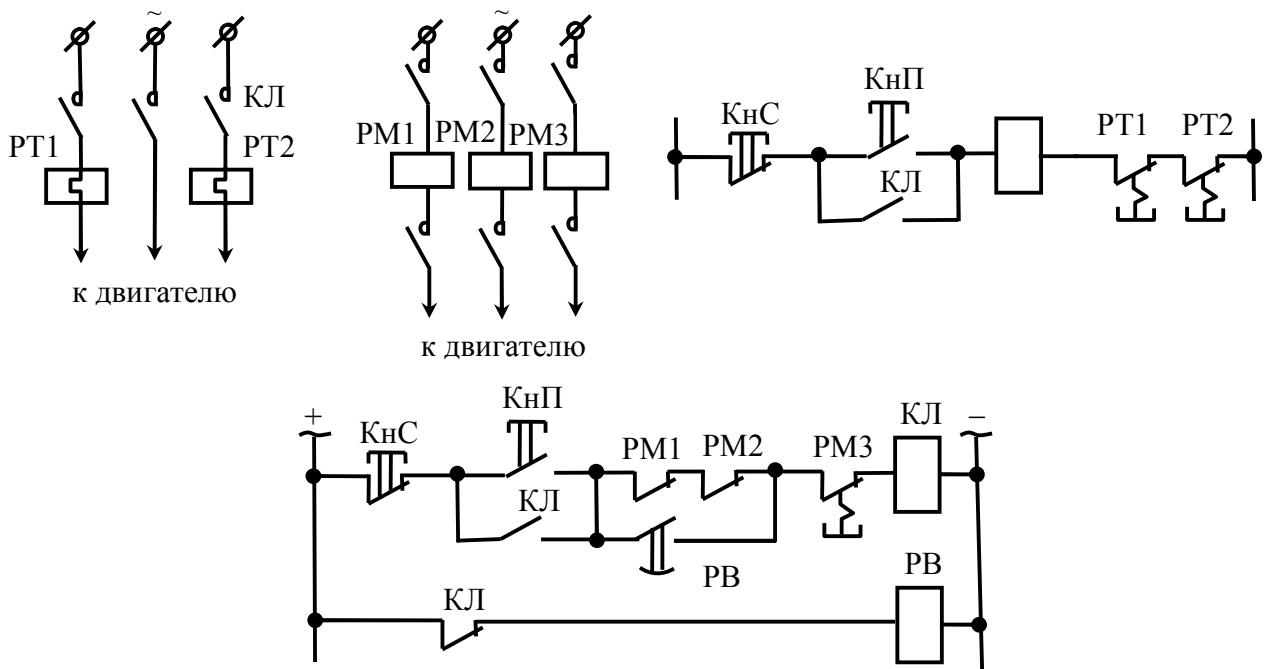 ~
~
КЛ
РТ1
РТ2
к двигателю
РМ1
РМ2
РМ3
к двигателю
КнС
КнП
КЛ
РТ1
РТ2
+
КнС
КнП
КЛ
РМ1
РМ2
РВ
РМ3
КЛ
–
КЛ
РВ